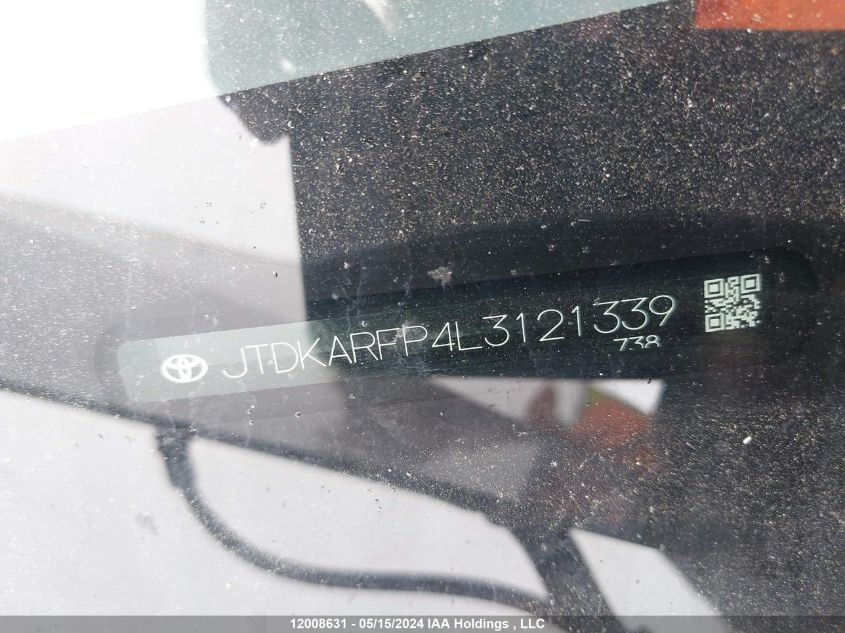 JTDKARFP4L3121339
738
12008631 - 05/15/2024 IAA Holdings , LLC